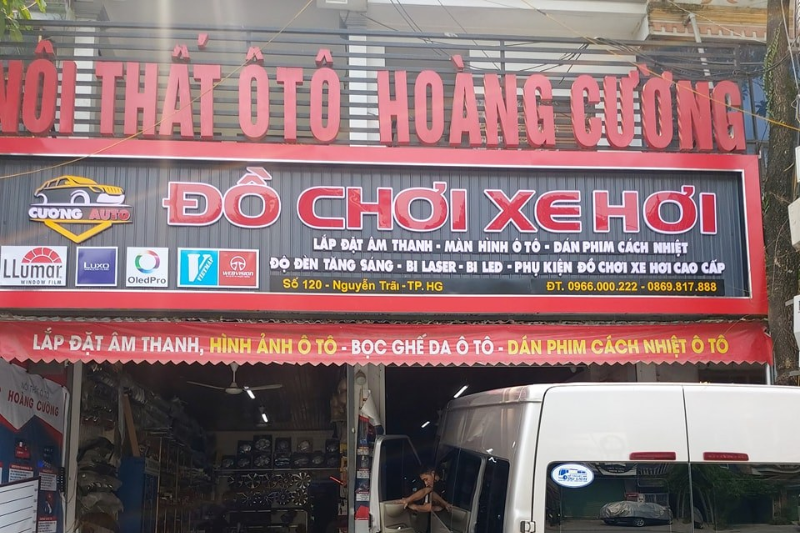 NỘI THẤT ÔTÔ HOÀNG CƯỜNG
CƯỜNG AUTO
ĐỒ CHƠI XE HƠI
LẮP ĐẶT ÂM THANH - MÀN HÌNH Ô TÔ - DÁN PHIM CÁCH NHIỆT
ĐỘ ĐÈN TĂNG SÁNG - BI LASER - BI LED - PHỤ KIỆN ĐỒ CHƠI XE HƠI CAO CẤP
LLumar
WINDOW FILM
LUXO
OledPro
VIETMAP
Số 120 - Nguyễn Trãi - TP. HG
ĐT. 0966.000.222 - 0869.817.888
LẮP ĐẶT ÂM THANH, HÌNH ẢNH Ô TÔ - BỌC GHẾ DA Ô TÔ - DÁN PHIM CÁCH NHIỆT Ô TÔ
HOÀNG CƯỜNG